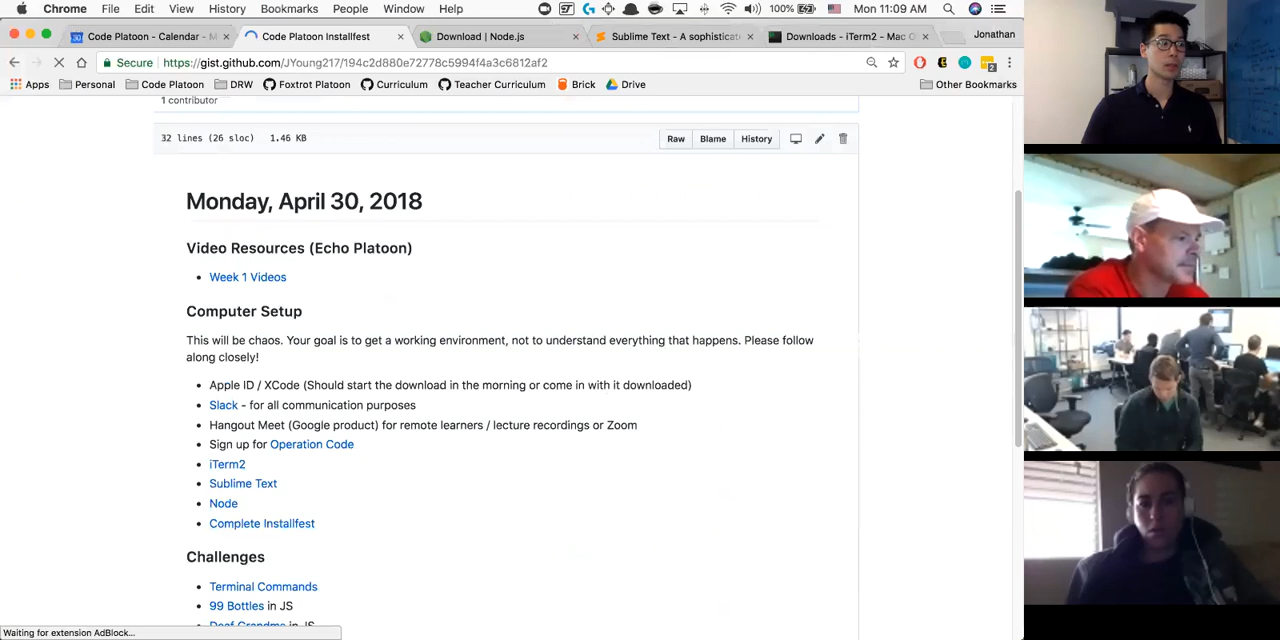 Chrome File Edit View History Bookmarks People Window Help 100% Mon 11:09 AM
Code Platoon - Calendar - M Code Platoon Installfest Download | Node.js Sublime Text - A sophisticate Downloads - iTerm2 - Mac O Jonathan
Secure https://gist.github.com/JYoung217/194c2d880e72778c5994f4a3c6812af2
Apps Personal Code Platoon DRW Foxtrot Platoon Curriculum Teacher Curriculum Brick Drive Other Bookmarks
1 contributor
32 lines (26 sloc) 1.46 KB Raw Blame History
Monday, April 30, 2018
Video Resources (Echo Platoon)
Week 1 Videos
Computer Setup
This will be chaos. Your goal is to get a working environment, not to understand everything that happens. Please follow
along closely!
Apple ID / XCode (Should start the download in the morning or come in with it downloaded)
Slack - for all communication purposes
Hangout Meet (Google product) for remote learners / lecture recordings or Zoom
Sign up for Operation Code
iTerm2
Sublime Text
Node
Complete Installfest
Challenges
Terminal Commands
99 Bottles in JS
Deaf Grandma in JS
Waiting for extension AdBlock...